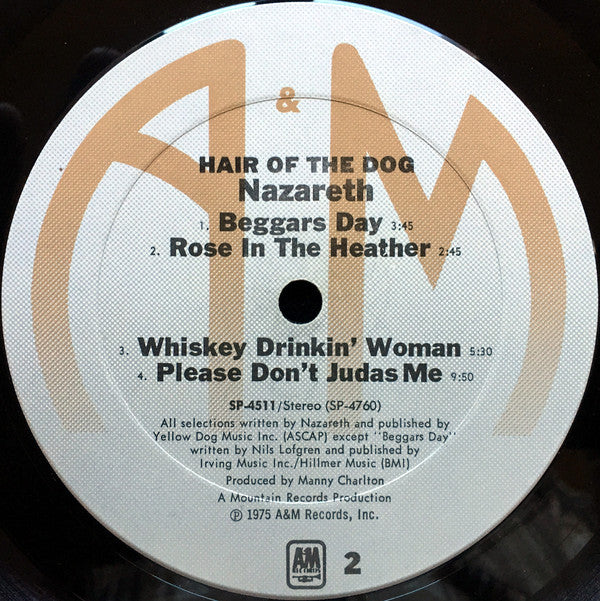 A&M
HAIR OF THE DOG
Nazareth
1. Beggars Day 3:45
2. Rose In The Heather 2:45
3. Whiskey Drinkin' Woman 5:30
4. Please Don't Judas Me 9:50
SP-4511/Stereo (SP-4760)
All selections written by Nazareth and published by
Yellow Dog Music Inc. (ASCAP) except "Beggars Day"
written by Nils Lofgren and published by
Irving Music Inc./Hillmer Music (BMI)
Produced by Manny Charlton
A Mountain Records Production
℗ 1975 A&M Records, Inc.
A&M
RECORDS
2